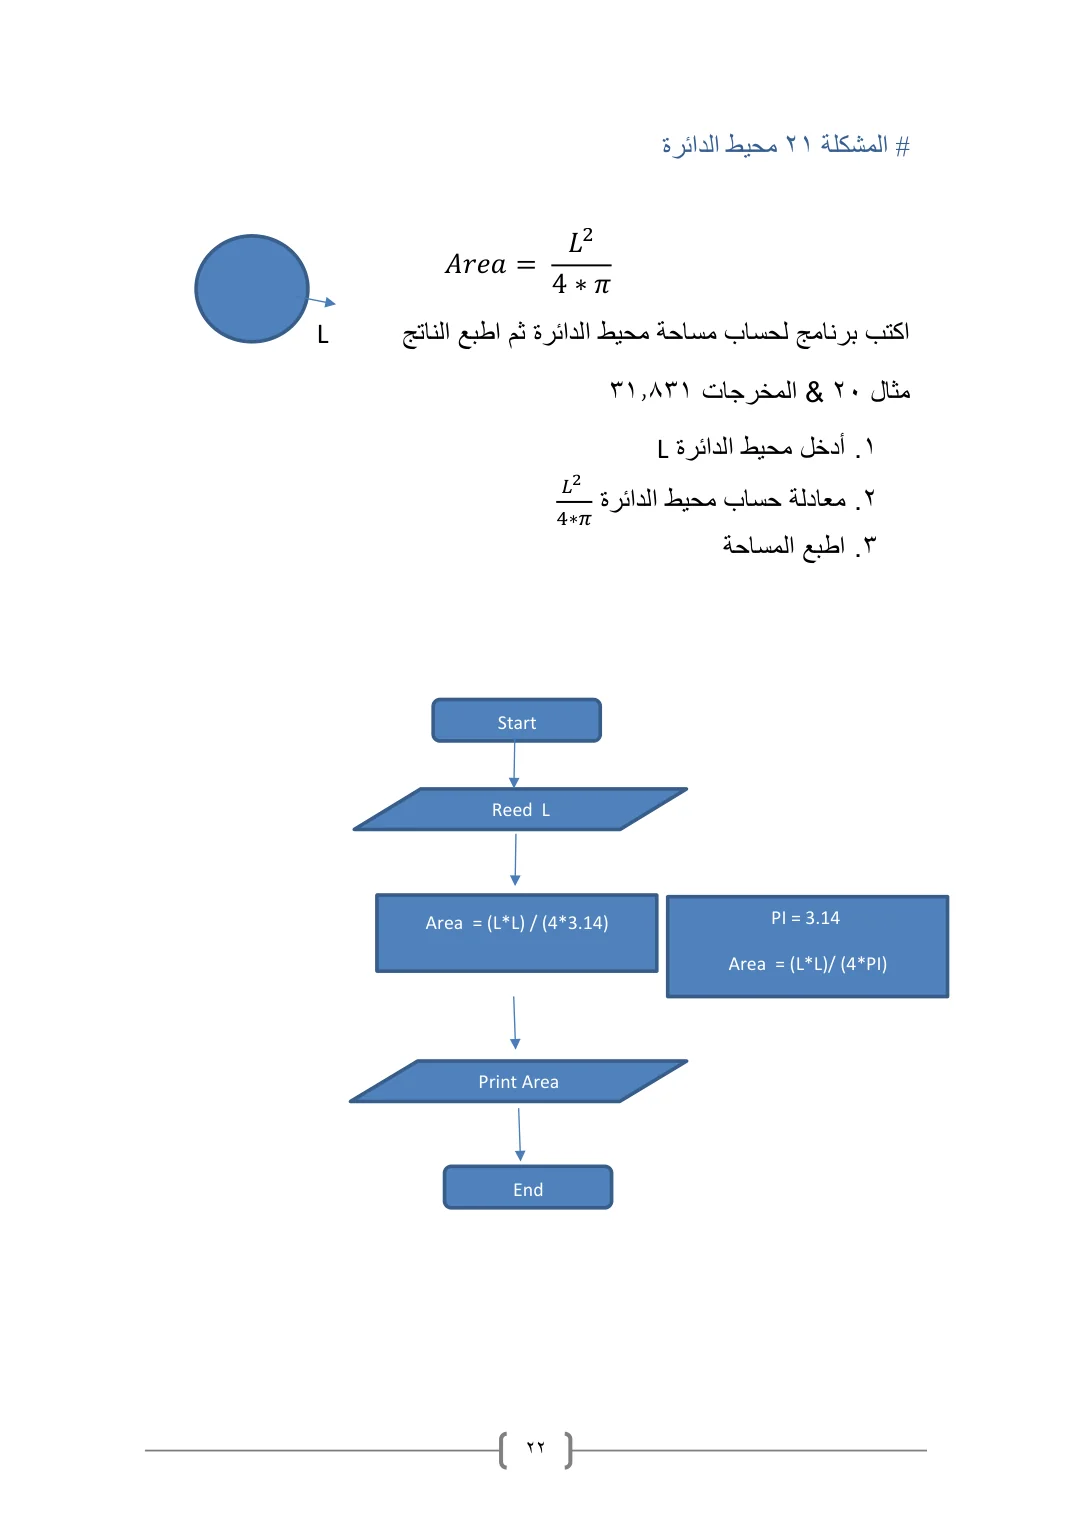 # المشكلة ٢١ محيط الدائرة
Area = L² / 4 * π
L
اكتب برنامج لحساب مساحة محيط الدائرة ثم اطبع الناتج
مثال ٢٠ & المخرجات ٣١,٨٣١
١. أدخل محيط الدائرة L
٢. معادلة حساب محيط الدائرة L² / 4*π
٣. اطبع المساحة
Start
Reed L
Area = (L*L) / (4*3.14)
PI = 3.14
Area = (L*L)/ (4*PI)
Print Area
End
٢٢